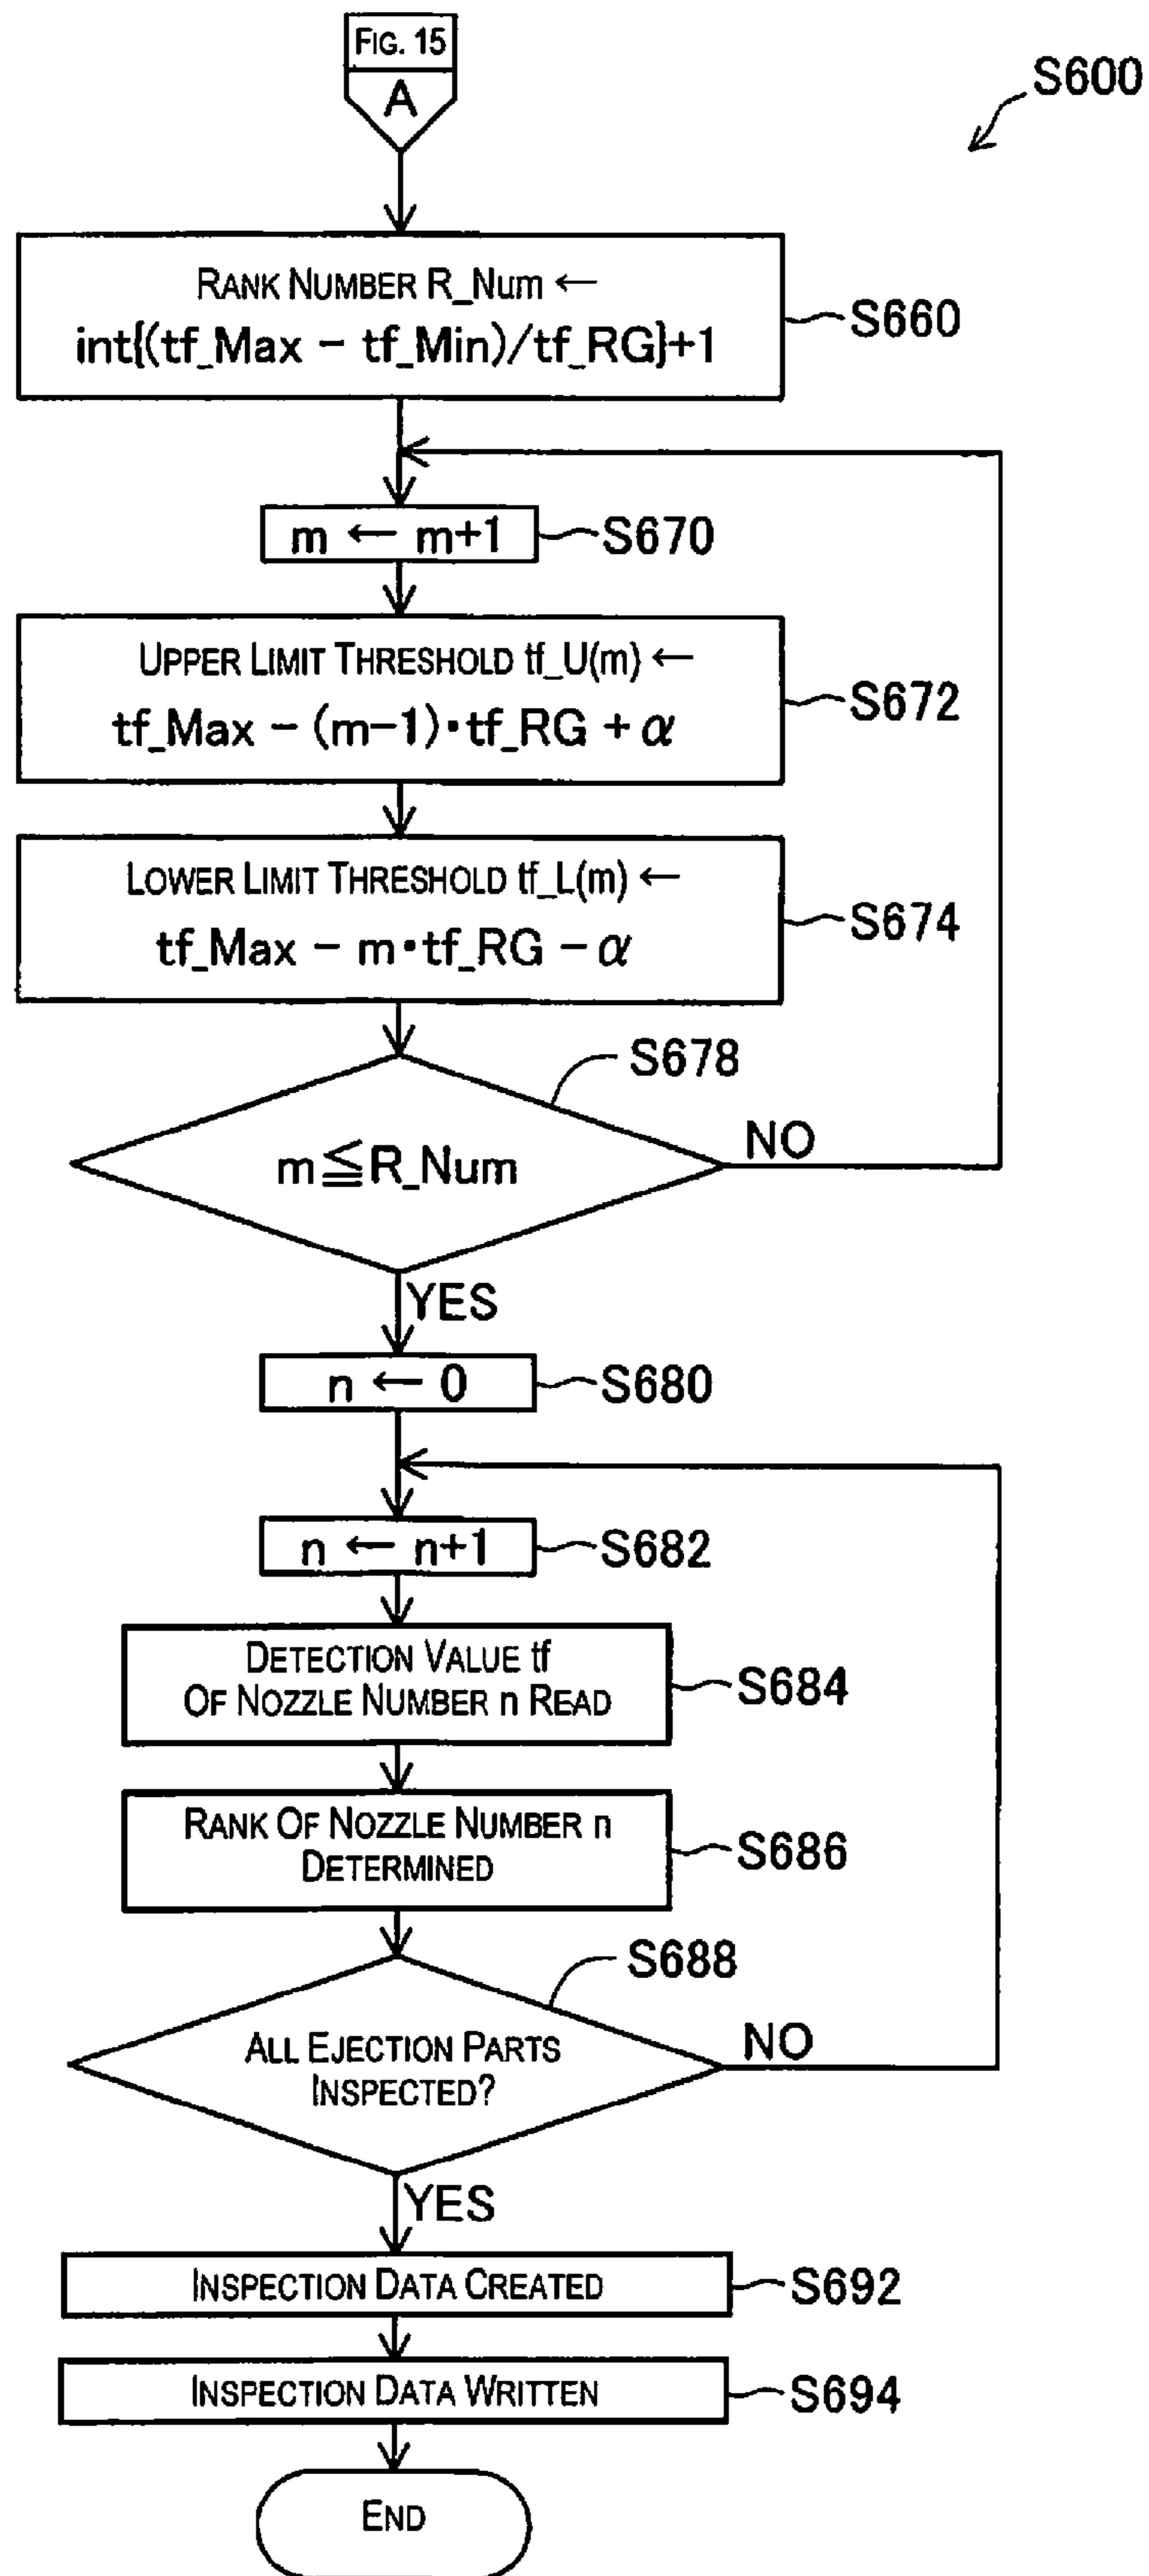 FIG. 15
A
S600
RANK NUMBER R_Num ←
int{(tf_Max − tf_Min)/tf_RG}+1
S660
m ← m+1
S670
UPPER LIMIT THRESHOLD tf_U(m) ←
tf_Max − (m−1)·tf_RG + α
S672
LOWER LIMIT THRESHOLD tf_L(m) ←
tf_Max − m·tf_RG − α
S674
S678
m≦R_Num
NO
YES
n ← 0
S680
n ← n+1
S682
DETECTION VALUE tf
OF NOZZLE NUMBER n READ
S684
RANK OF NOZZLE NUMBER n
DETERMINED
S686
S688
ALL EJECTION PARTS
INSPECTED?
NO
YES
INSPECTION DATA CREATED
S692
INSPECTION DATA WRITTEN
S694
END